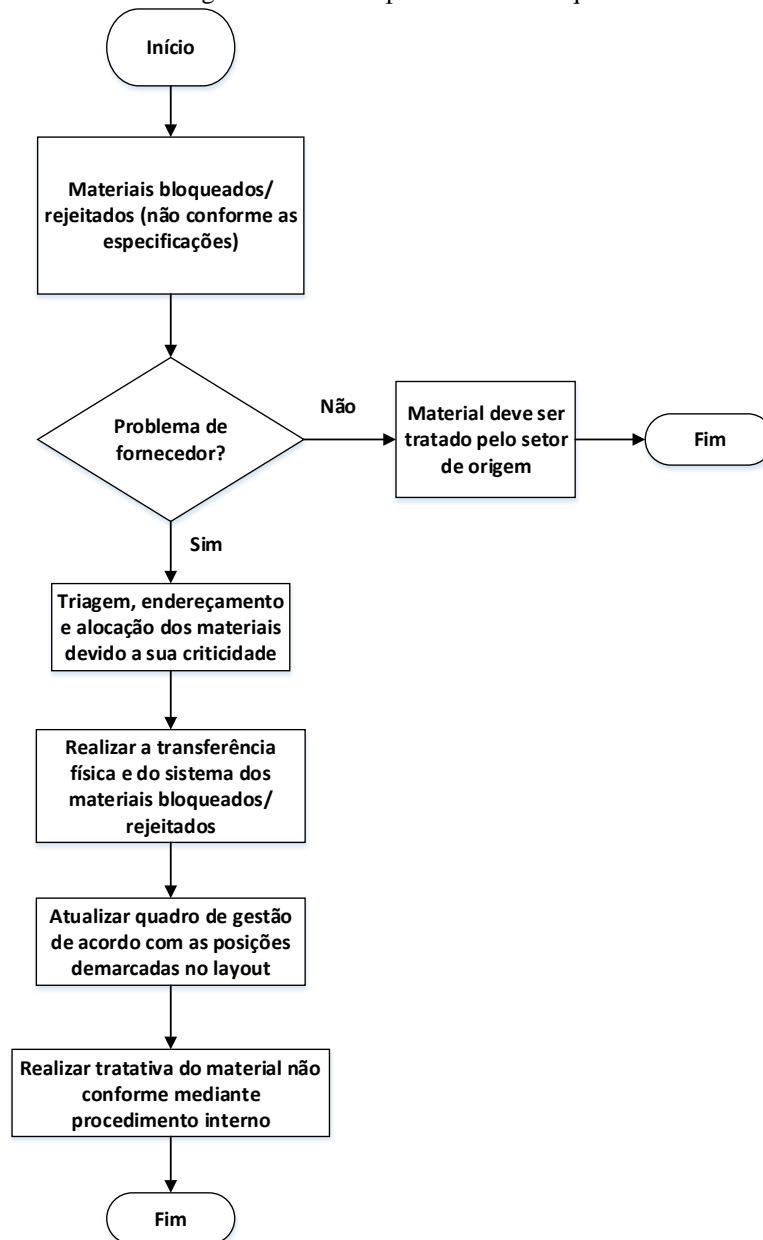 Início
Materiais bloqueados/
rejeitados (não conforme as
especificações)
Problema de
fornecedor?
Não
Material deve ser
tratado pelo setor
de origem
Fim
Sim
Triagem, endereçamento
e alocação dos materiais
devido a sua criticidade
Realizar a transferência
física e do sistema dos
materiais bloqueados/
rejeitados
Atualizar quadro de gestão
de acordo com as posições
demarcadas no layout
Realizar tratativa do material não
conforme mediante
procedimento interno
Fim